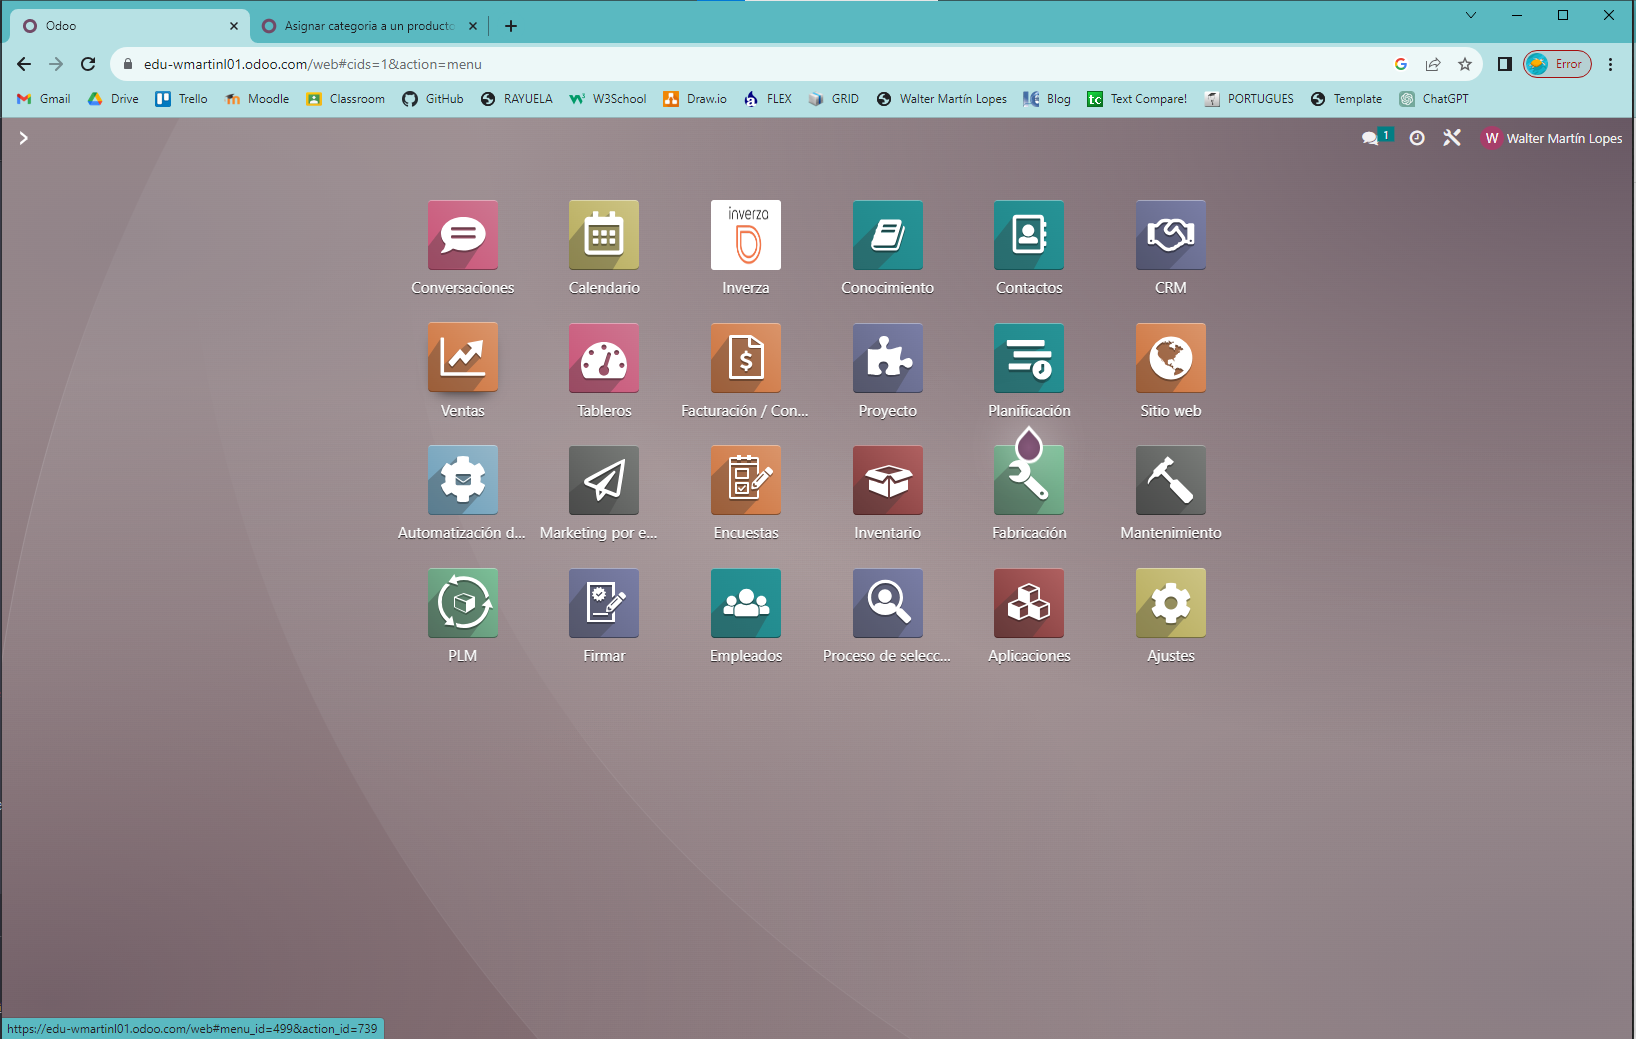 Odoo
Asignar categoria a un producto
edu-wmartinl01.odoo.com/web#cids=1&action=menu
Error
Gmail Drive Trello Moodle Classroom GitHub RAYUELA W3School Draw.io FLEX GRID Walter Martín Lopes Blog Text Compare! PORTUGUES Template ChatGPT
1 W Walter Martín Lopes
inverza
Conversaciones Calendario Inverza Conocimiento Contactos CRM
Ventas Tableros Facturación / Con... Proyecto Planificación Sitio web
Automatización d... Marketing por e... Encuestas Inventario Fabricación Mantenimiento
PLM Firmar Empleados Proceso de selecc... Aplicaciones Ajustes
https://edu-wmartinl01.odoo.com/web#menu_id=499&action_id=739